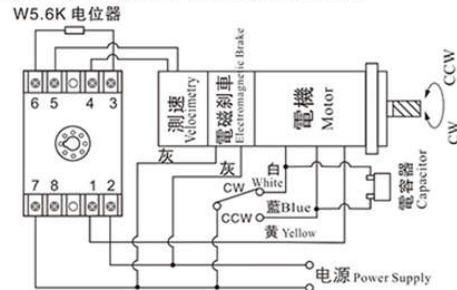 W5.6K 电位器
6 5 4 3
7 8 1 2
測速
Velocimetry
電磁刹車
Electromagnetic Brake
電機
Motor
CCW
CW
灰
灰
白
White
CW
CCW
藍Blue
黄 Yellow
電容器
Capacitor
电源 Power Supply